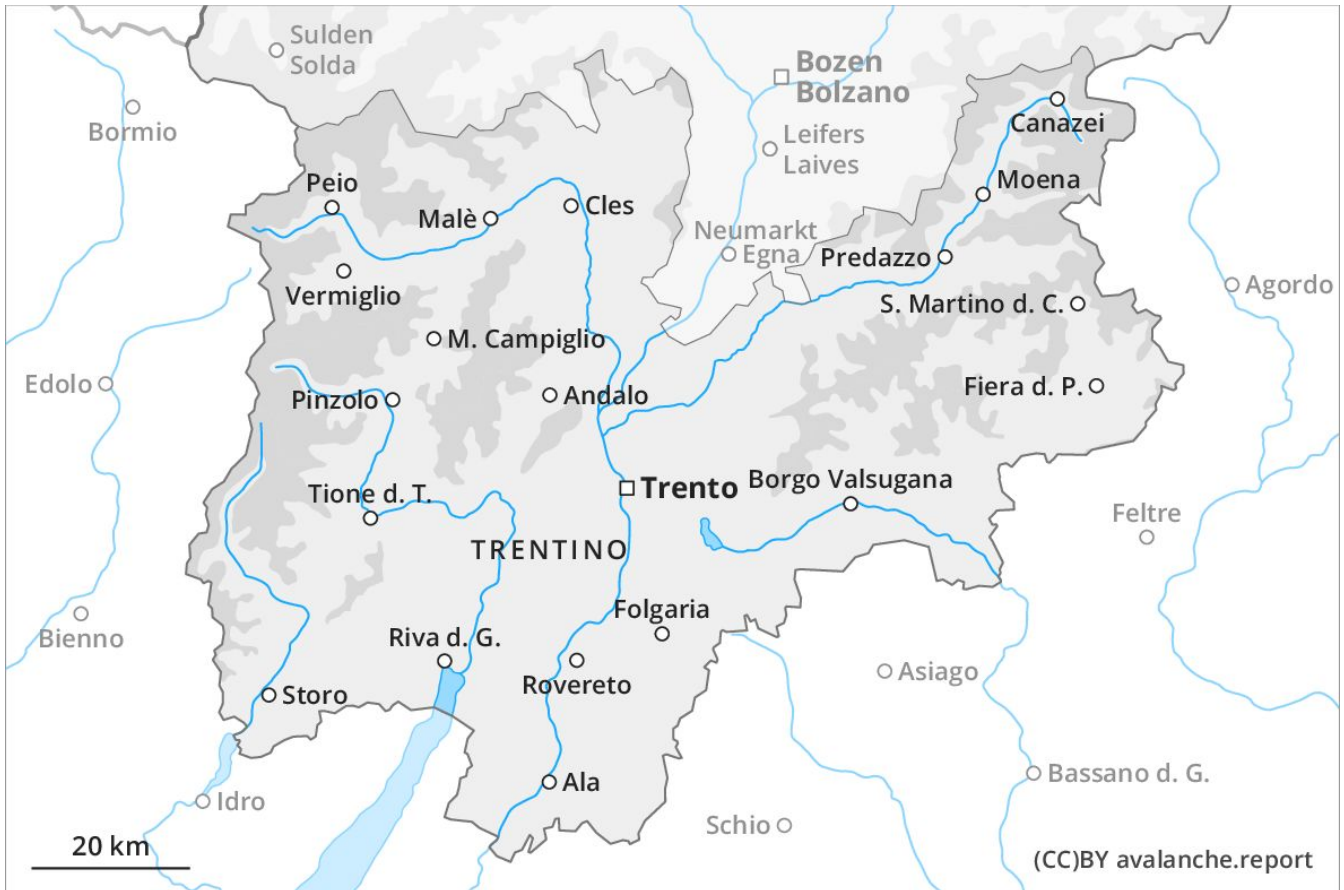 Sulden
Solda
Bozen
Bolzano
Bormio
Canazei
Leifers
Laives
Peio
Moena
Malè
Cles
Neumarkt
Egna
Predazzo
Vermiglio
Agordo
S. Martino d. C.
M. Campiglio
Edolo
Pinzolo
Andalo
Fiera d. P.
Tione d. T.
Trento
Borgo Valsugana
Feltre
TRENTINO
Folgaria
Bienno
Riva d. G.
Asiago
Rovereto
Storo
Ala
Bassano d. G.
Idro
Schio
20 km
(CC)BY avalanche.report